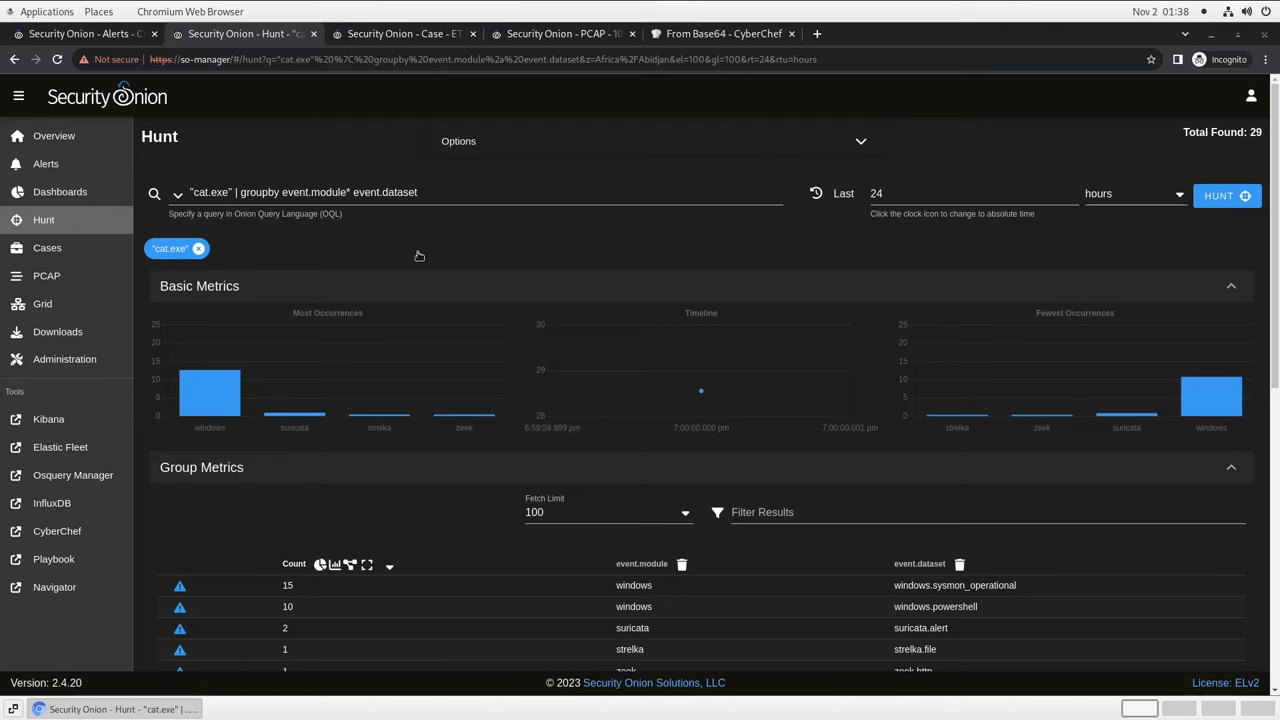 Applications Places Chromium Web Browser Nov 2 01:38
Security Onion - Alerts - C Security Onion - Hunt - "ca Security Onion - Case - ET Security Onion - PCAP - 10 From Base64 - CyberChef
Not secure https://so-manager/#/hunt?q="cat.exe"%20%7C%20groupby%20event.module%2a%20event.dataset&z=Africa%2FAbidjan&el=100&gl=100&rt=24&rtu=hours Incognito
Security Onion
Overview
Alerts
Dashboards
Hunt
Cases
PCAP
Grid
Downloads
Administration
Tools
Kibana
Elastic Fleet
Osquery Manager
InfluxDB
CyberChef
Playbook
Navigator
Hunt
Options
Total Found: 29
"cat.exe" | groupby event.module* event.dataset
Specify a query in Onion Query Language (OQL)
Last 24 hours
Click the clock icon to change to absolute time
HUNT
"cat.exe"
Basic Metrics
Most Occurrences
25
20
15
10
5
0
windows suricata strelka zeek
Timeline
30
29
28
6:59:59.999 pm 7:00:00.000 pm 7:00:00.001 pm
Fewest Occurrences
25
20
15
10
5
0
strelka zeek suricata windows
Group Metrics
Fetch Limit
100
Filter Results
Count event.module event.dataset
15 windows windows.sysmon_operational
10 windows windows.powershell
2 suricata suricata.alert
1 strelka strelka.file
1 zeek zeek.http
Version: 2.4.20 © 2023 Security Onion Solutions, LLC License: ELv2
Security Onion - Hunt - "cat.exe" | ...